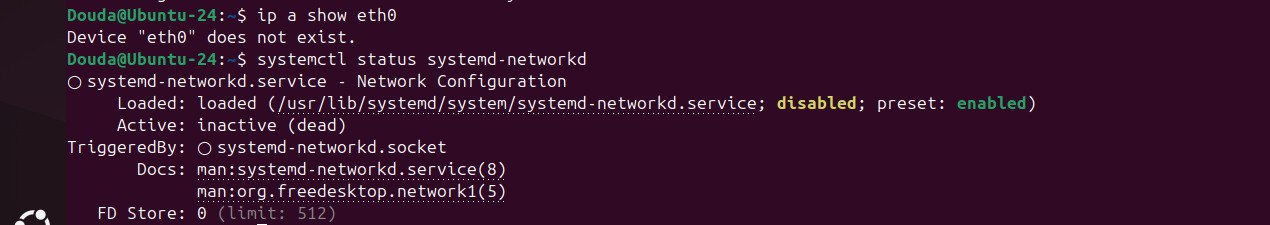 Douda@Ubuntu-24:~$ ip a show eth0
Device "eth0" does not exist.
Douda@Ubuntu-24:~$ systemctl status systemd-networkd
○ systemd-networkd.service - Network Configuration
     Loaded: loaded (/usr/lib/systemd/system/systemd-networkd.service; disabled; preset: enabled)
     Active: inactive (dead)
TriggeredBy: ○ systemd-networkd.socket
       Docs: man:systemd-networkd.service(8)
             man:org.freedesktop.network1(5)
   FD Store: 0 (limit: 512)